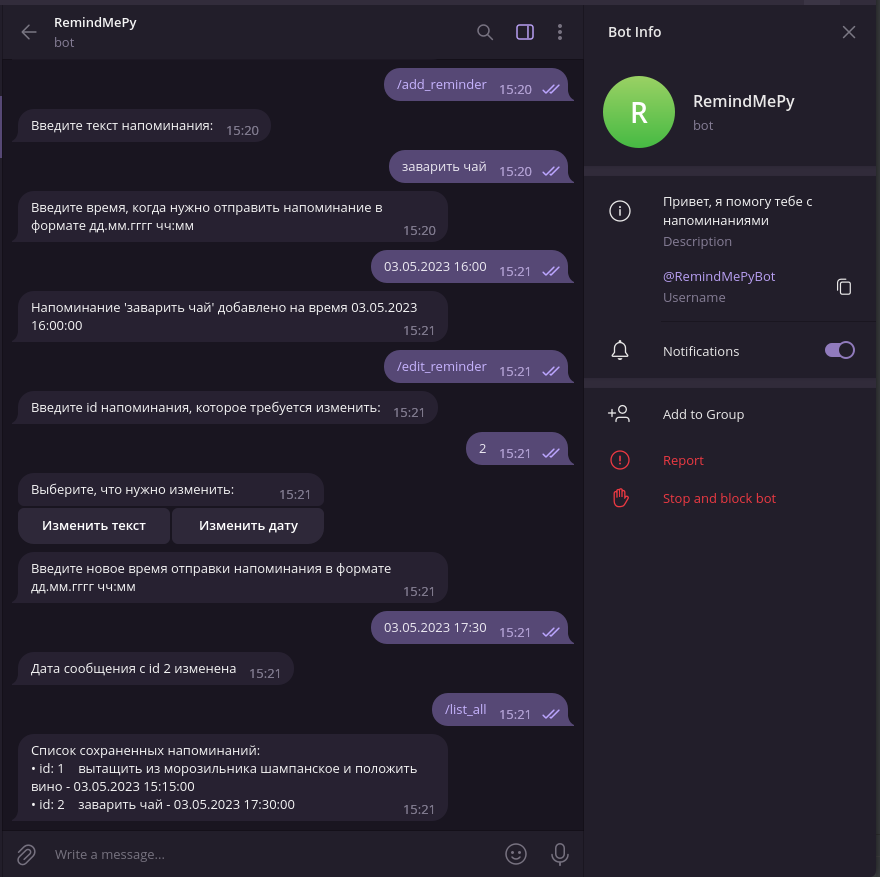 RemindMePy
bot
/add_reminder 15:20
Введите текст напоминания: 15:20
заварить чай 15:20
Введите время, когда нужно отправить напоминание в
формате дд.мм.гггг чч:мм 15:20
03.05.2023 16:00 15:21
Напоминание 'заварить чай' добавлено на время 03.05.2023
16:00:00 15:21
/edit_reminder 15:21
Введите id напоминания, которое требуется изменить: 15:21
2 15:21
Выберите, что нужно изменить: 15:21
Изменить текст Изменить дату
Введите новое время отправки напоминания в формате
дд.мм.гггг чч:мм 15:21
03.05.2023 17:30 15:21
Дата сообщения с id 2 изменена 15:21
/list_all 15:21
Список сохраненных напоминаний:
• id: 1 вытащить из морозильника шампанское и положить
вино - 03.05.2023 15:15:00
• id: 2 заварить чай - 03.05.2023 17:30:00 15:21
Write a message...
Bot Info
R
RemindMePy
bot
Привет, я помогу тебе с
напоминаниями
Description
@RemindMePyBot
Username
Notifications
Add to Group
Report
Stop and block bot